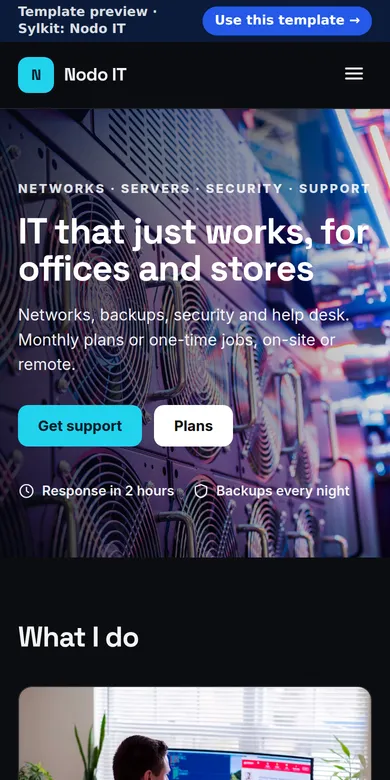 Template preview ·
Sylkit: Nodo IT
Use this template →
N
Nodo IT
NETWORKS · SERVERS · SECURITY · SUPPORT
IT that just works, for
offices and stores
Networks, backups, security and help desk.
Monthly plans or one-time jobs, on-site or
remote.
Get support
Plans
Response in 2 hours
Backups every night
What I do